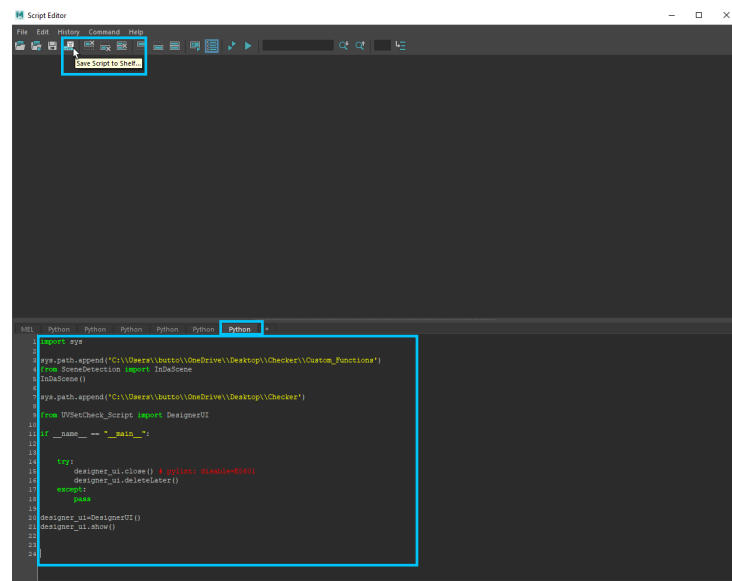 Script Editor
File Edit History Command Help
Save Script to Shelf...
MEL Python Python Python Python Python Python +
1 import sys
2
3 sys.path.append('C:\\Users\\butto\\OneDrive\\Desktop\\Checker\\Custom_Functions')
4 from SceneDetection import InDaScene
5 InDaScene()
6
7 sys.path.append('C:\\Users\\butto\\OneDrive\\Desktop\\Checker')
8
9 from UVSetCheck_Script import DesignerUI
10
11 if __name__ == "__main__":
12
13
14 try:
15 designer_ui.close() # pylint: disable=E0601
16 designer_ui.deleteLater()
17 except:
18 pass
19
20 designer_ui=DesignerUI()
21 designer_ui.show()
22
23
24